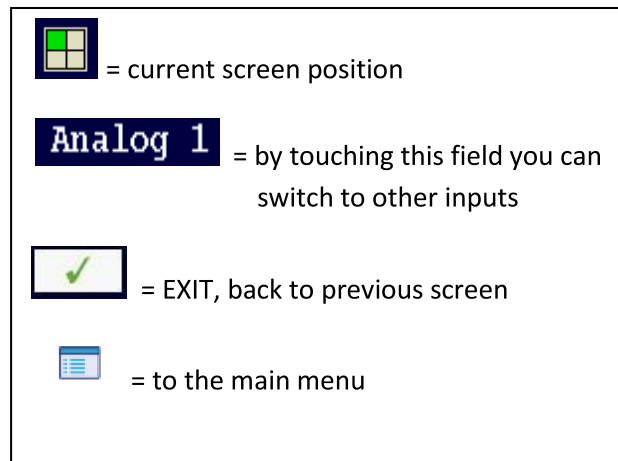 = current screen position
Analog 1 = by touching this field you can
switch to other inputs
= EXIT, back to previous screen
= to the main menu